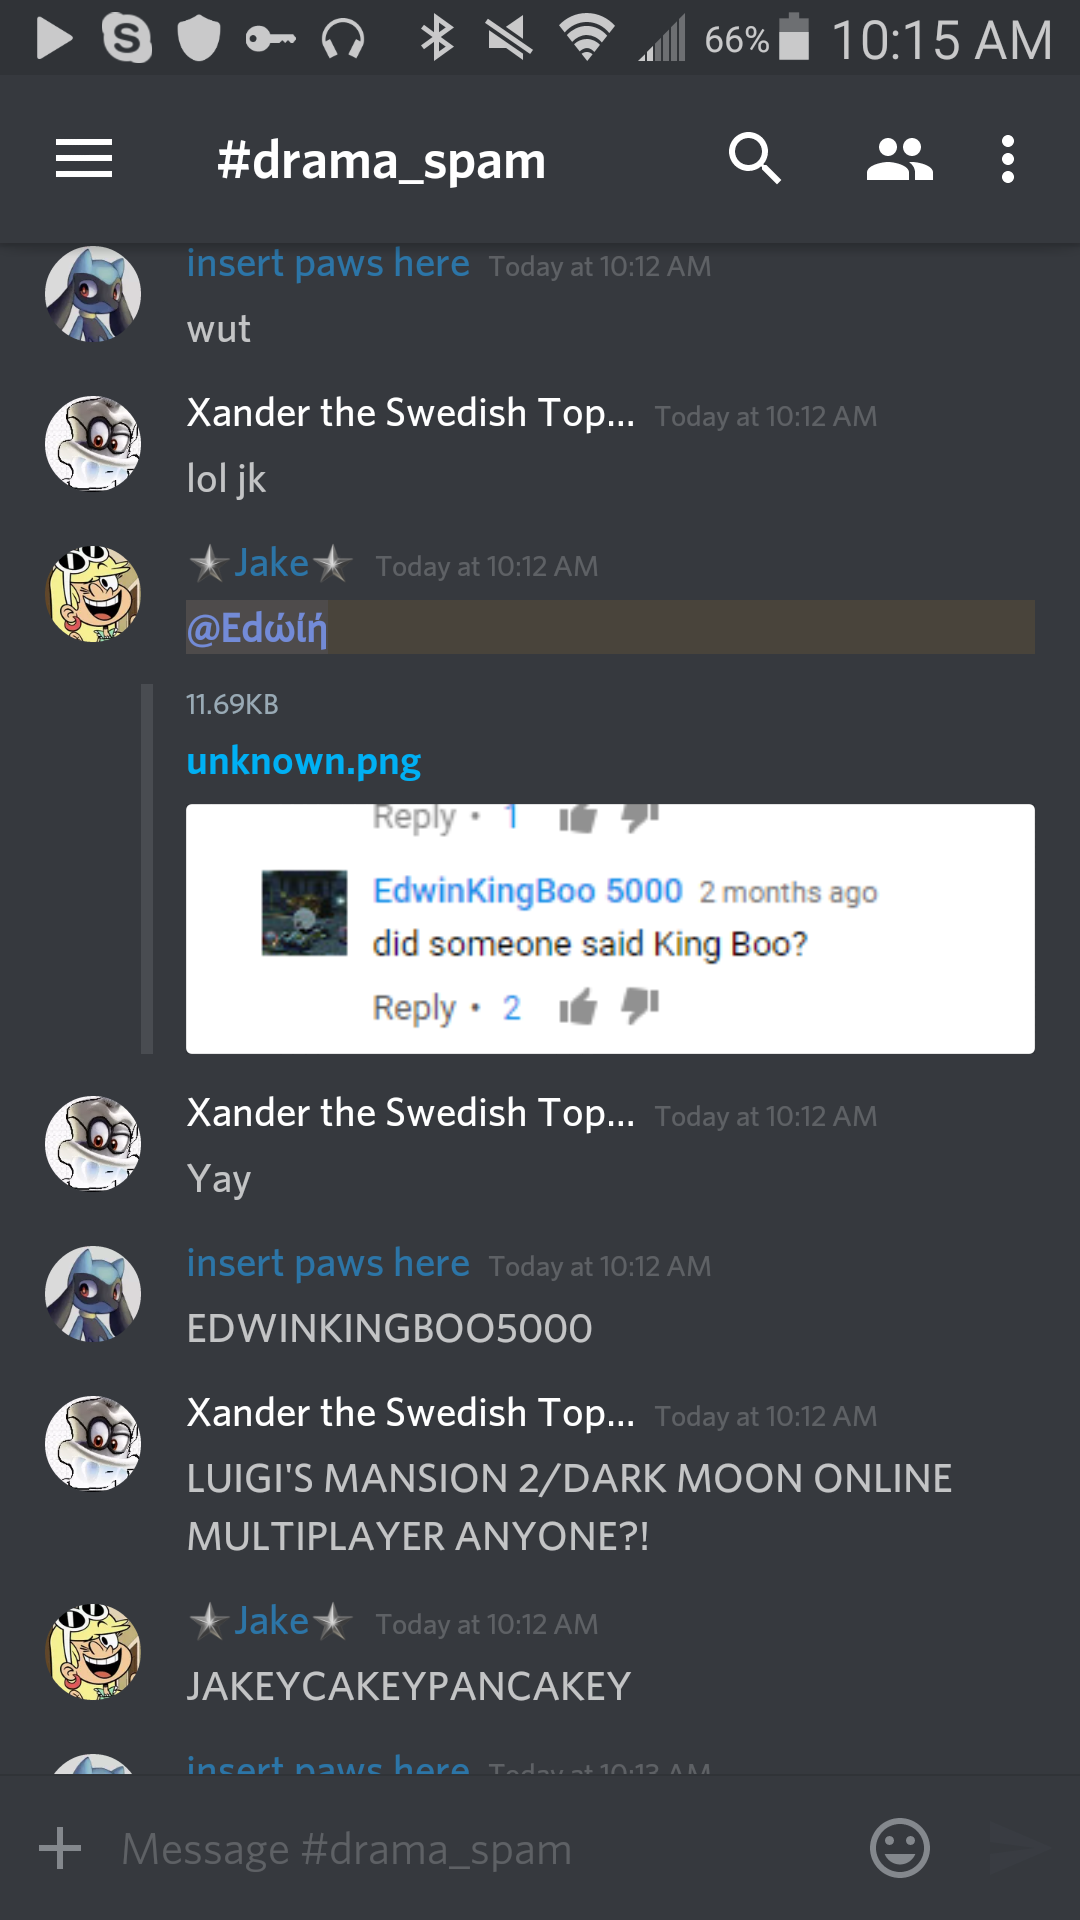 66% 10:15 AM
#drama_spam
insert paws here Today at 10:12 AM
wut
Xander the Swedish Top... Today at 10:12 AM
lol jk
Jake Today at 10:12 AM
@Edώίή
11.69KB
unknown.png
Reply • 1
EdwinKingBoo 5000 2 months ago
did someone said King Boo?
Reply • 2
Xander the Swedish Top... Today at 10:12 AM
Yay
insert paws here Today at 10:12 AM
EDWINKINGBOO5000
Xander the Swedish Top... Today at 10:12 AM
LUIGI'S MANSION 2/DARK MOON ONLINE
MULTIPLAYER ANYONE?!
Jake Today at 10:12 AM
JAKEYCAKEYPANCAKEY
insert paws here Today at 10:13 AM
Message #drama_spam